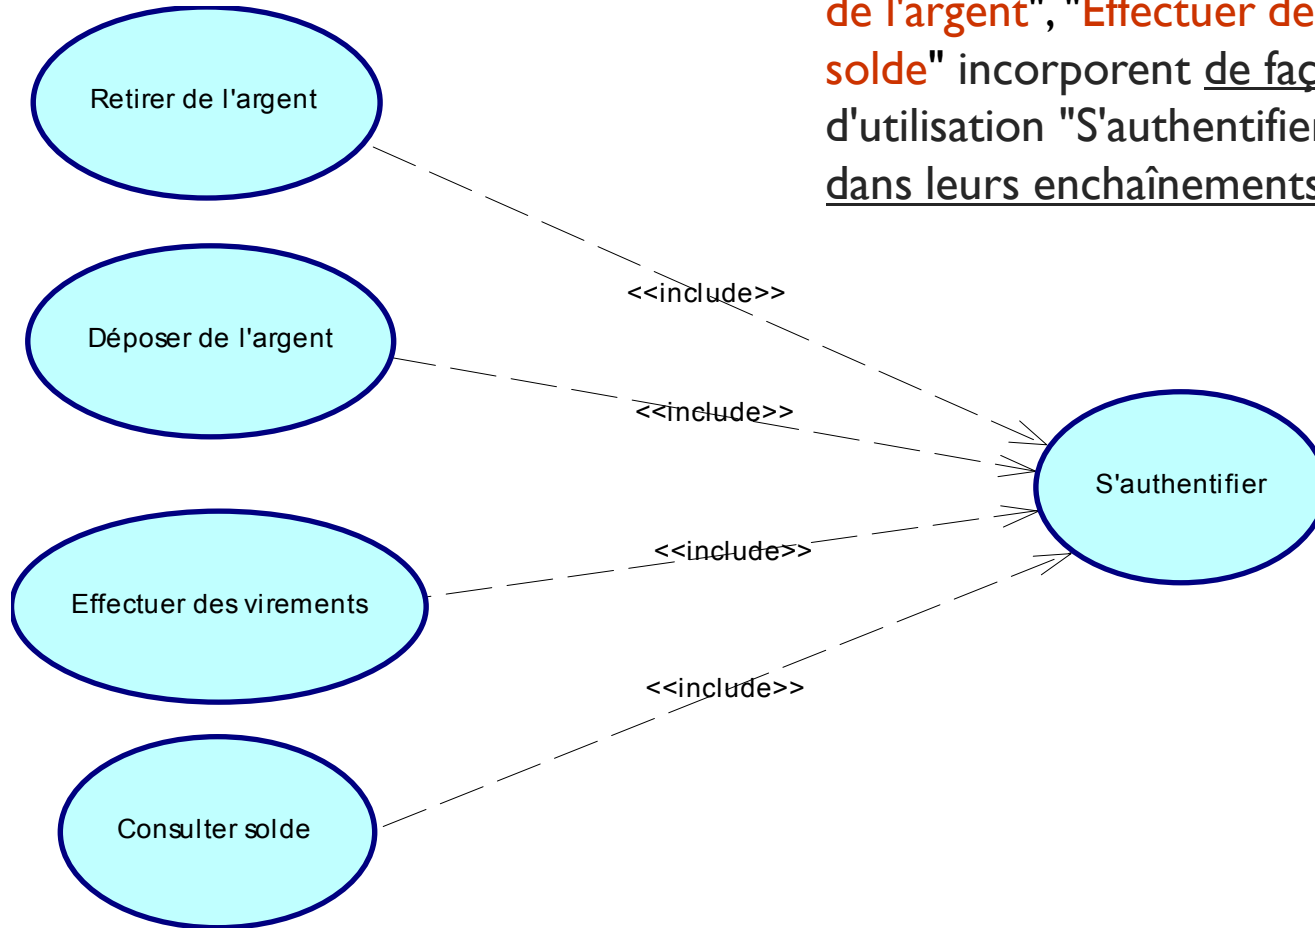 de l'argent", "Effectuer de
solde" incorporent de faç
d'utilisation "S'authentifier
dans leurs enchaînements
Retirer de l'argent
<<include>>
Déposer de l'argent
<<include>>
S'authentifier
<<include>>
Effectuer des virements
<<include>>
Consulter solde